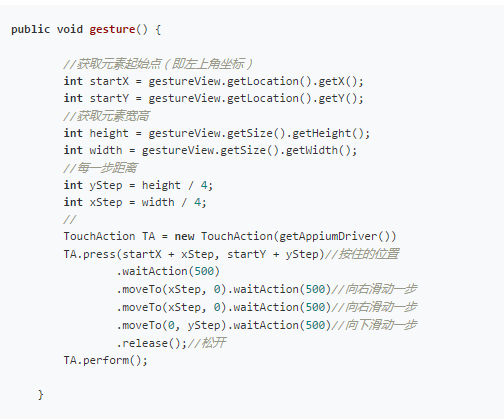 public void gesture() {
//获取元素起始点（即左上角坐标）
int startX = gestureView.getLocation().getX();
int startY = gestureView.getLocation().getY();
//获取元素宽高
int height = gestureView.getSize().getHeight();
int width = gestureView.getSize().getWidth();
//每一步距离
int yStep = height / 4;
int xStep = width / 4;
//
TouchAction TA = new TouchAction(getAppiumDriver())
TA.press(startX + xStep, startY + yStep)//按住的位置
.waitAction(500)
.moveTo(xStep, 0).waitAction(500)//向右滑动一步
.moveTo(xStep, 0).waitAction(500)//向右滑动一步
.moveTo(0, yStep).waitAction(500)//向下滑动一步
.release();//松开
TA.perform();
}